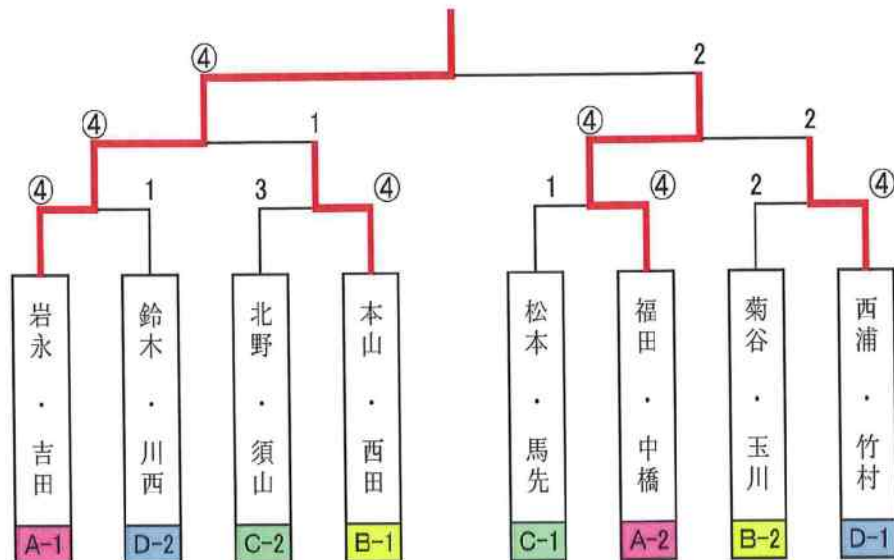 ④ 2
④ 1 ④ 2
④ 1 3 ④ 1 ④ 2 ④
岩永・吉田
鈴木・川西
北野・須山
本山・西田
松本・馬先
福田・中橋
菊谷・玉川
西浦・竹村
A-1 D-2 C-2 B-1 C-1 A-2 B-2 D-1